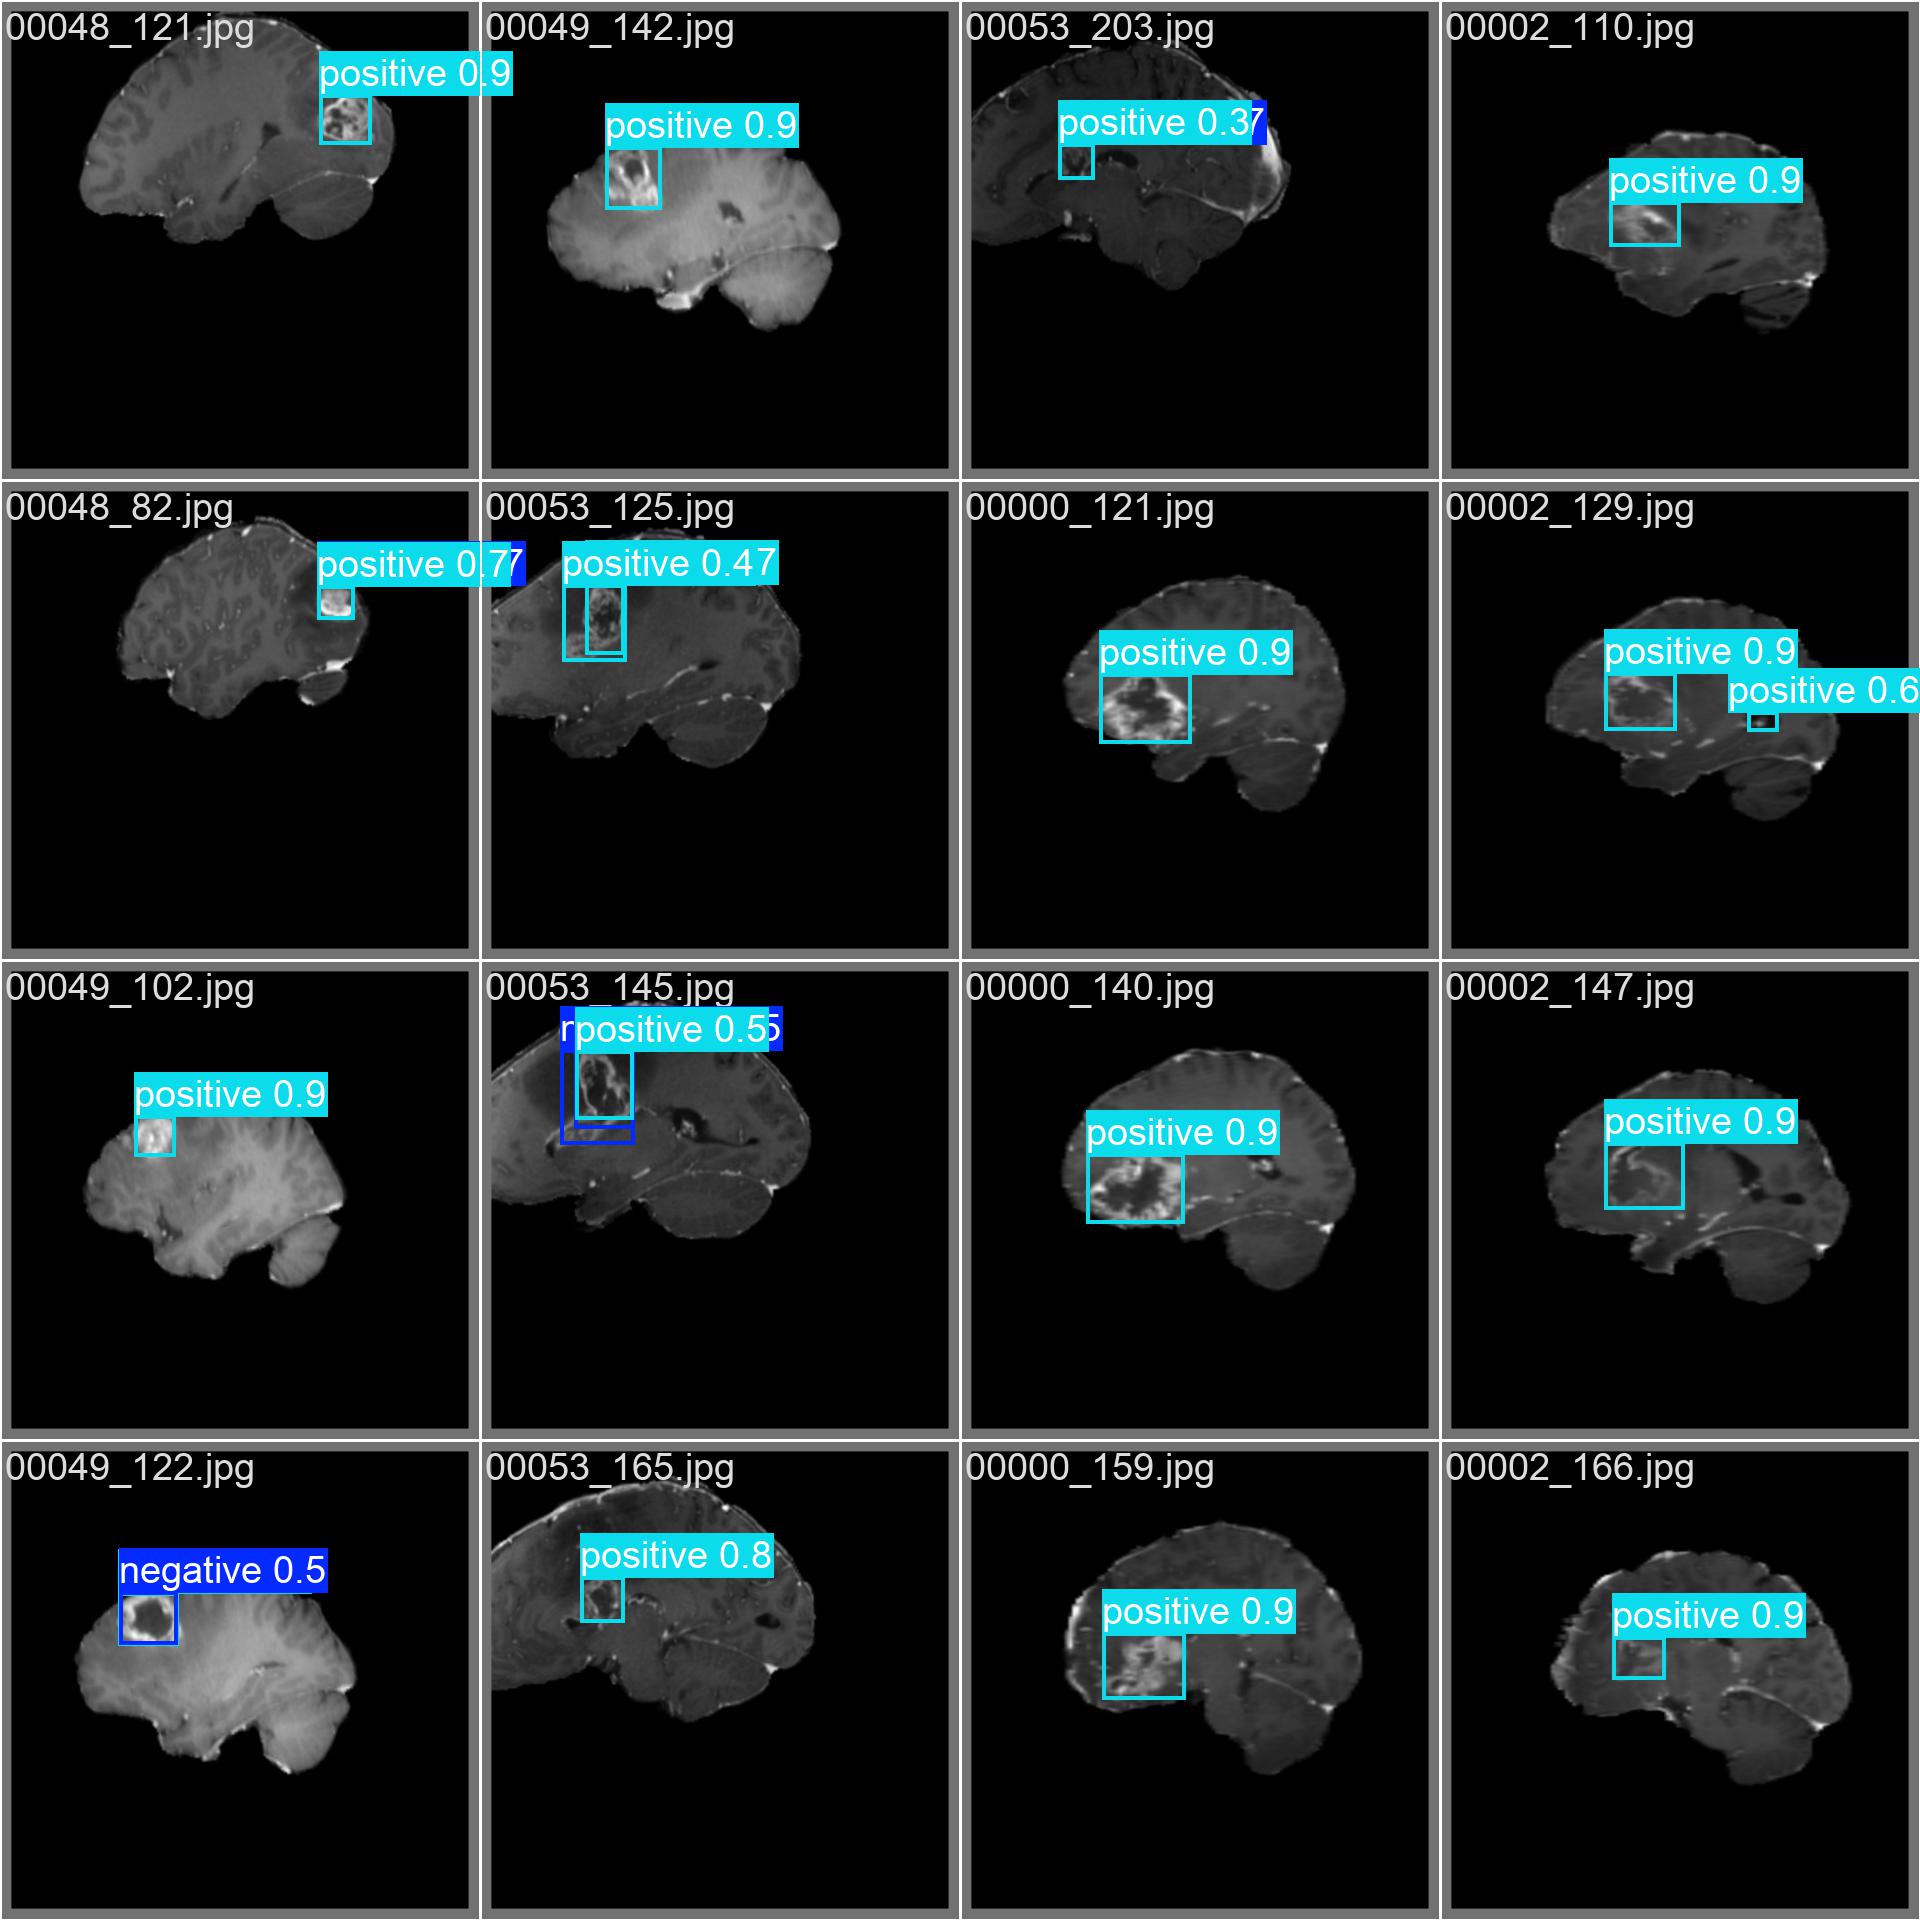 00048_121.jpg
positive 0.9
00049_142.jpg
positive 0.9
00053_203.jpg
positive 0.37
00002_110.jpg
positive 0.9
00048_82.jpg
positive 0.77
00053_125.jpg
positive 0.47
00000_121.jpg
positive 0.9
00002_129.jpg
positive 0.9
positive 0.6
00049_102.jpg
positive 0.9
00053_145.jpg
positive 0.55
00000_140.jpg
positive 0.9
00002_147.jpg
positive 0.9
00049_122.jpg
negative 0.5
00053_165.jpg
positive 0.8
00000_159.jpg
positive 0.9
00002_166.jpg
positive 0.9